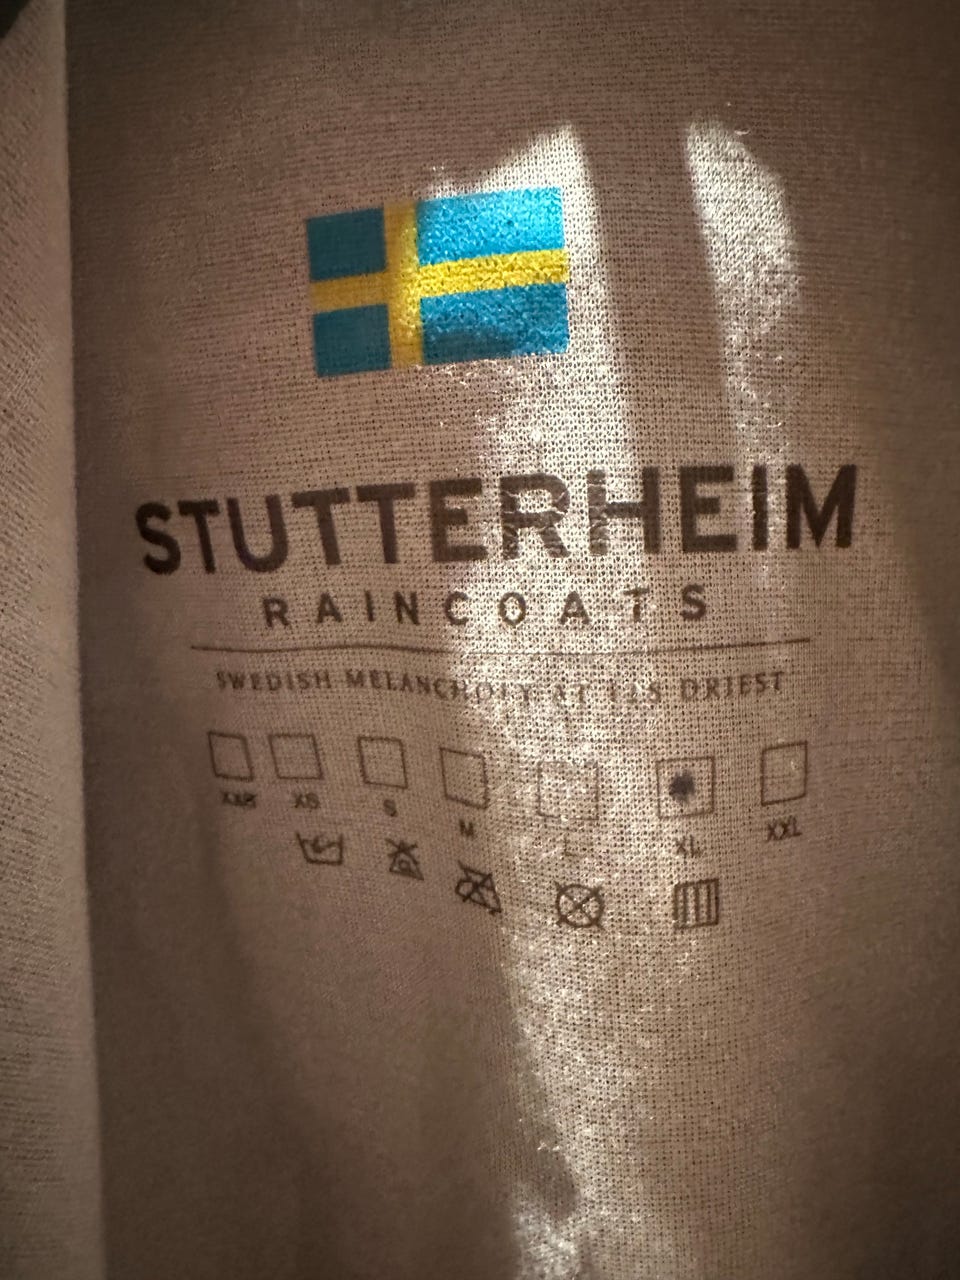 STUTTERHEIM
RAINCOATS
SWEDISH MELANCHOLY AT ITS DRIEST
XXS XS S M L XL XXL